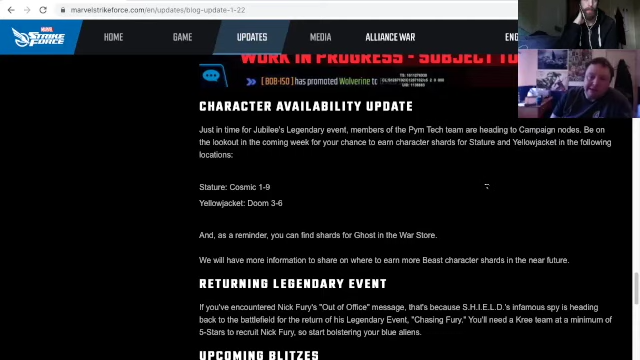 marvelstrikeforce.com/en/updates/blog-update-1-22
MARVEL
STRIKE
FORCE
HOME
GAME
UPDATES
ALLIANCE WAR
ENG
WORK IN PROGRESS - SUBJECT TO
[BOB-ISO] has promoted Wolverine to
CHARACTER AVAILABILITY UPDATE
Just in time for Jubilee's Legendary event, members of the Pym Tech team are heading to Campaign nodes. Be on
the lookout in the coming week for your chance to earn character shards for Stature and Yellowjacket in the following
locations:
Stature: Cosmic 1-9
Yellowjacket: Doom 3-6
And, as a reminder, you can find shards for Ghost in the War Store.
We will have more information to share on where to earn more Beast character shards in the near future.
RETURNING LEGENDARY EVENT
If you've encountered Nick Fury's "Out of Office" message, that's because S.H.I.E.L.D.'s infamous spy is heading
back to the battlefield for the return of his Legendary Event, "Chasing Fury." You'll need a Kree team at a minimum of
5-Stars to recruit Nick Fury, so start bolstering your blue aliens.
UPCOMING BLITZES